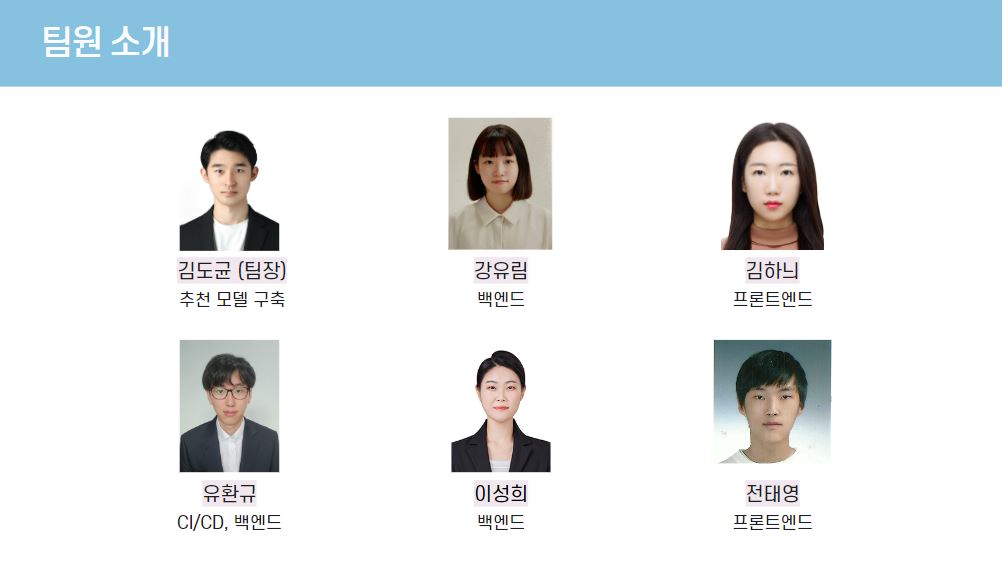 팀원 소개
김도균 (팀장)
추천 모델 구축
강유림
백엔드
김하늬
프론트엔드
유환규
CI/CD, 백엔드
이성희
백엔드
전태영
프론트엔드